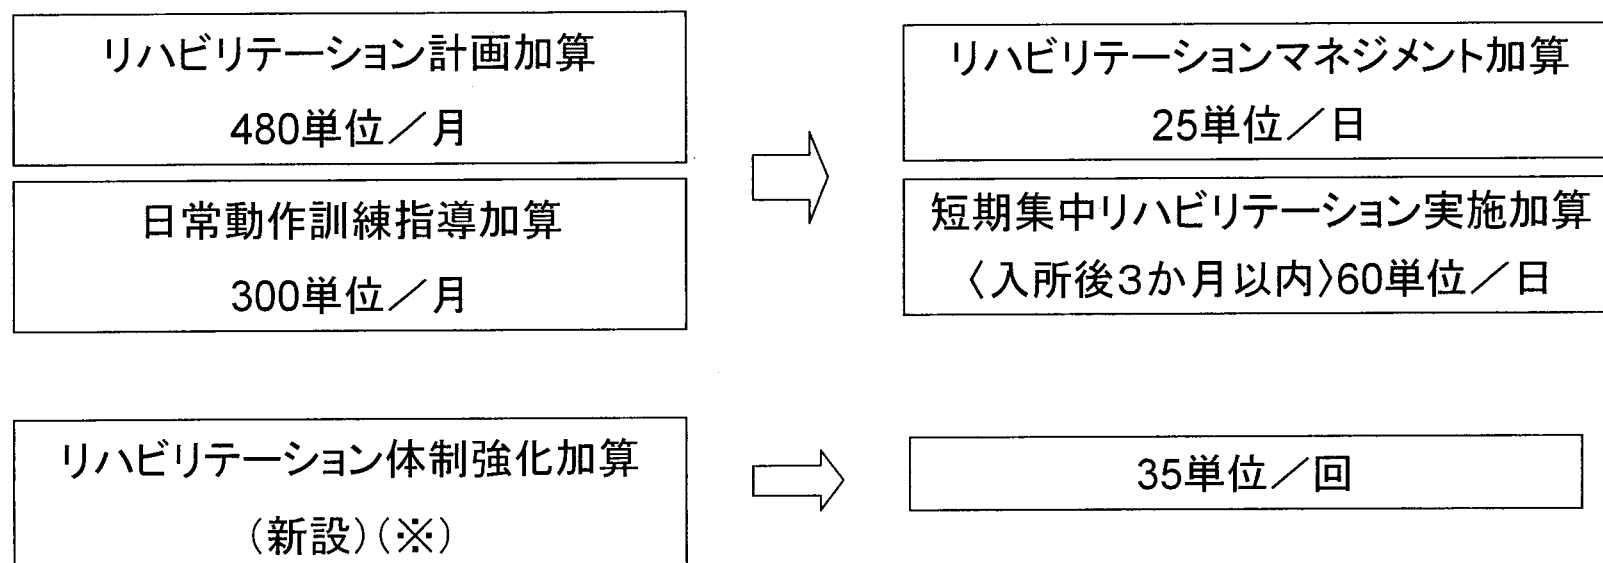 リハビリテーション計画加算
480単位／月
日常動作訓練指導加算
300単位／月
リハビリテーションマネジメント加算
25単位／日
短期集中リハビリテーション実施加算
〈入所後３か月以内〉60単位／日
リハビリテーション体制強化加算
（新設）（※）
35単位／回